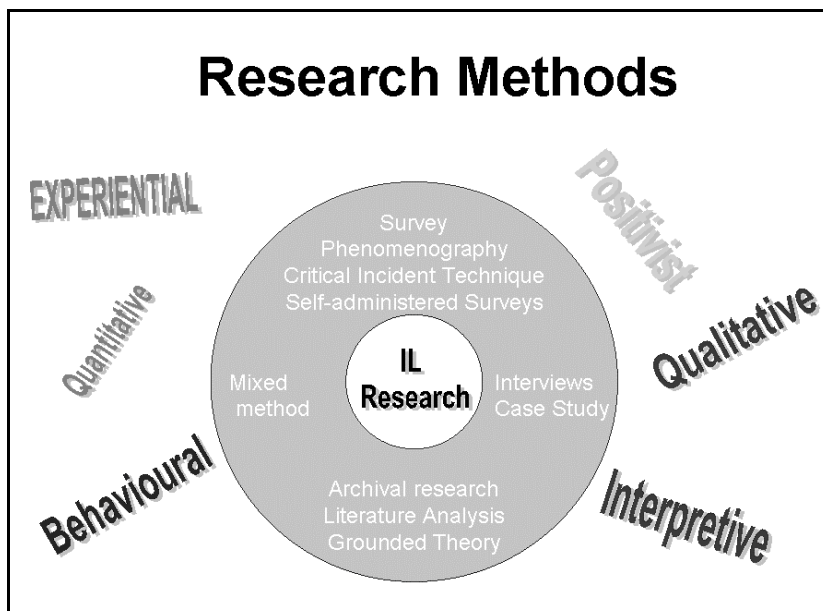 Research Methods
EXPERIENTIAL
Positivist
Survey
Phenomenography
Critical Incident Technique
Self-administered Surveys
Quantitative
Qualitative
IL
Research
Mixed
method
Interviews
Case Study
Behavioural
Interpretive
Archival research
Literature Analysis
Grounded Theory